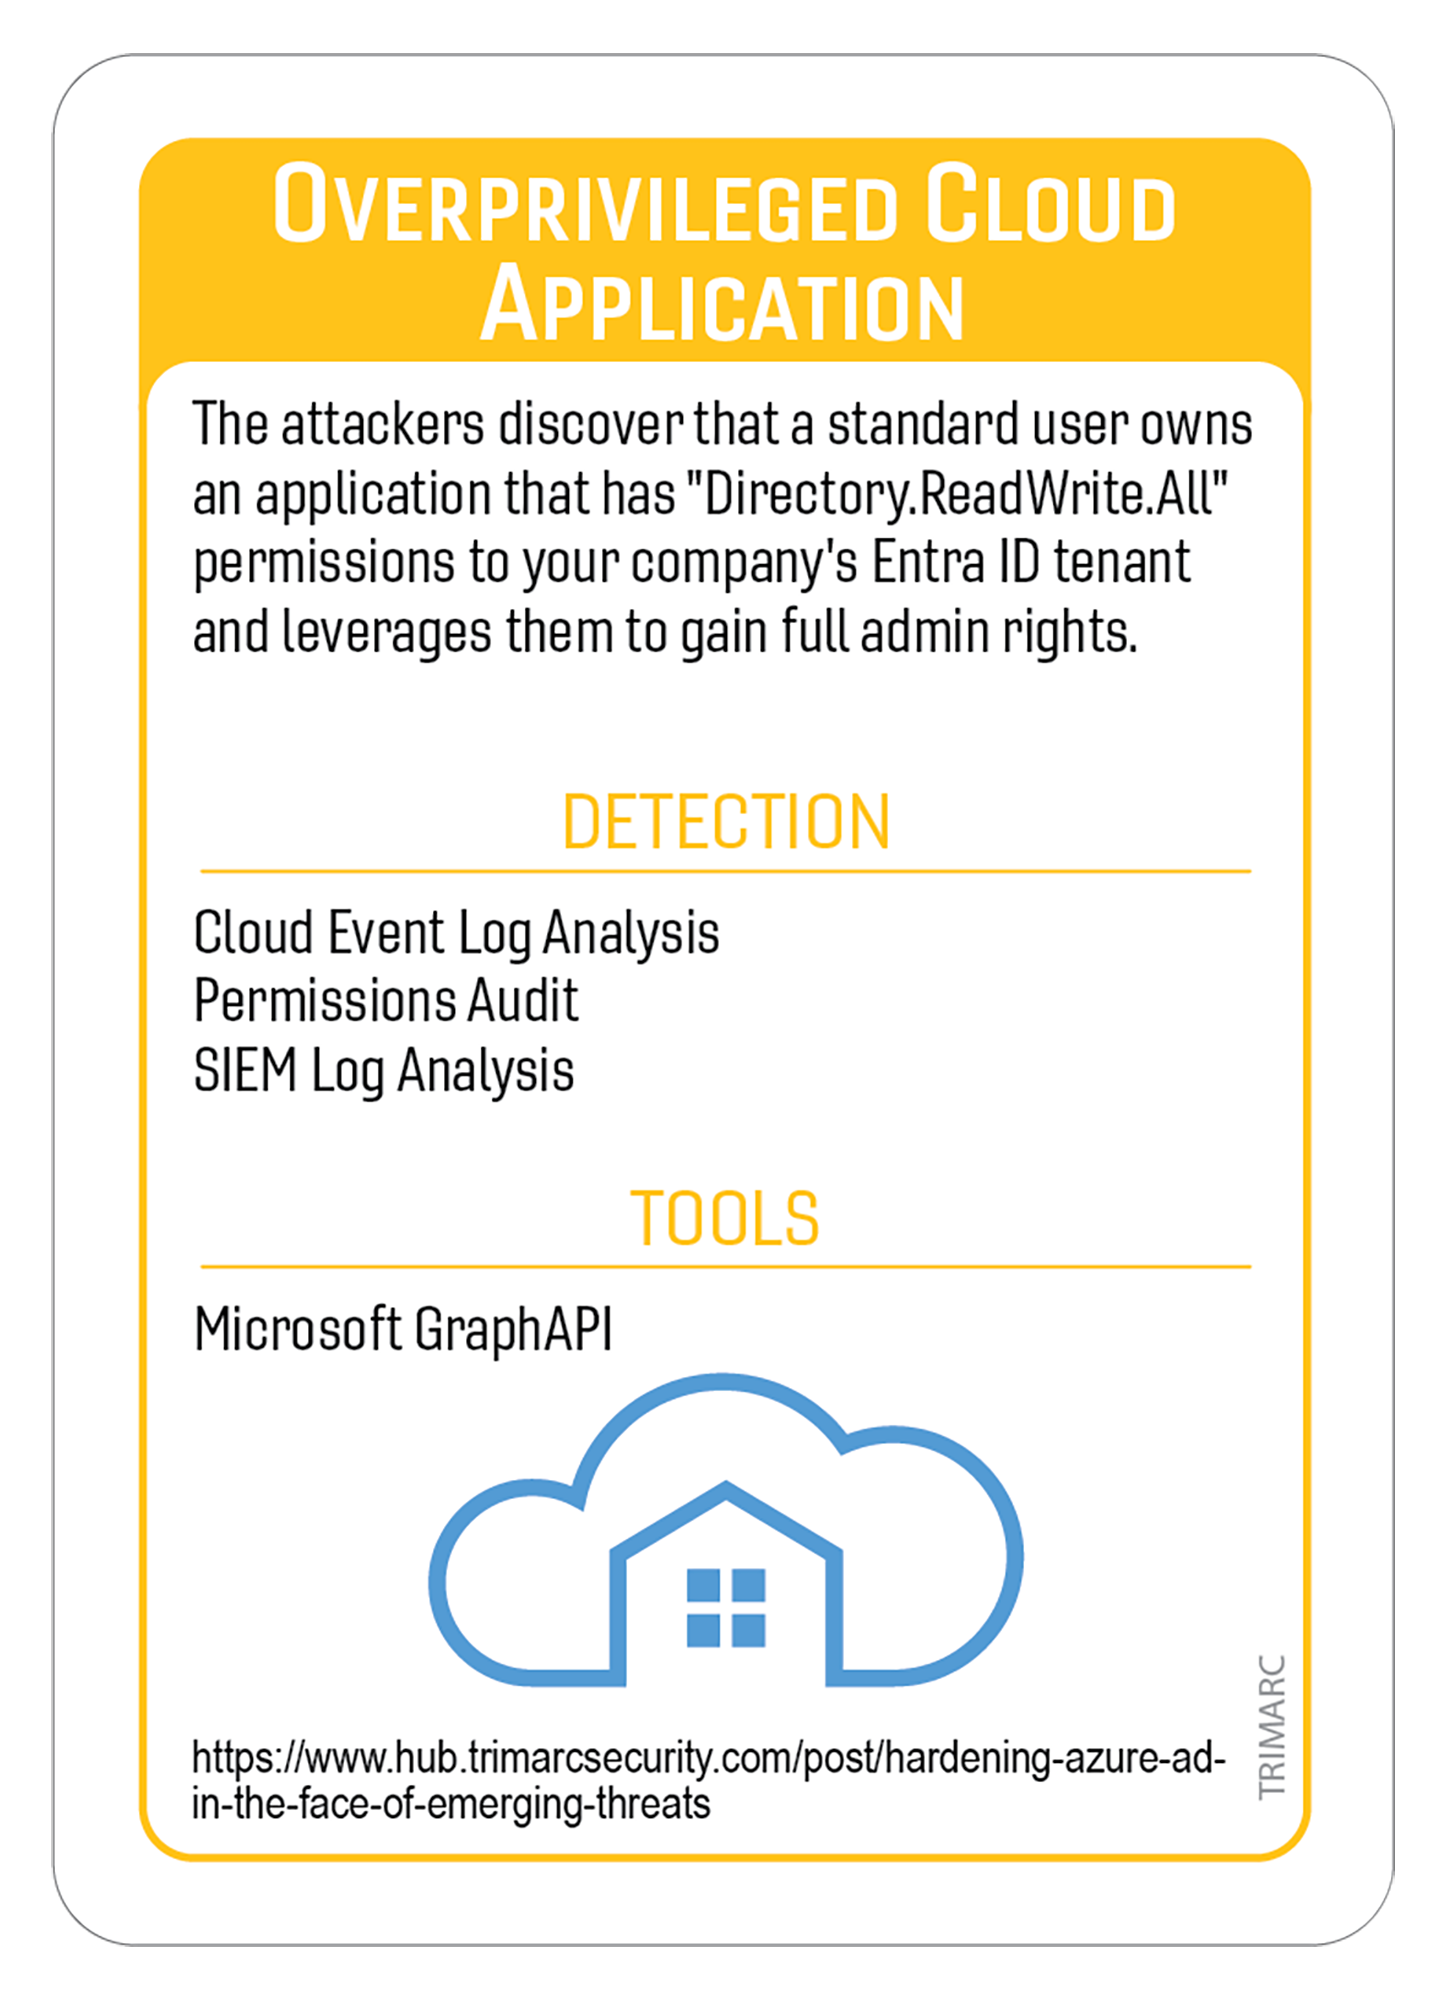 OVERPRIVILEGED CLOUD
APPLICATION
The attackers discover that a standard user owns
an application that has "Directory.ReadWrite.All"
permissions to your company's Entra ID tenant
and leverages them to gain full admin rights.
DETECTION
Cloud Event Log Analysis
Permissions Audit
SIEM Log Analysis
TOOLS
Microsoft GraphAPI
https://www.hub.trimarcsecurity.com/post/hardening-azure-ad-
in-the-face-of-emerging-threats
TRIMARC